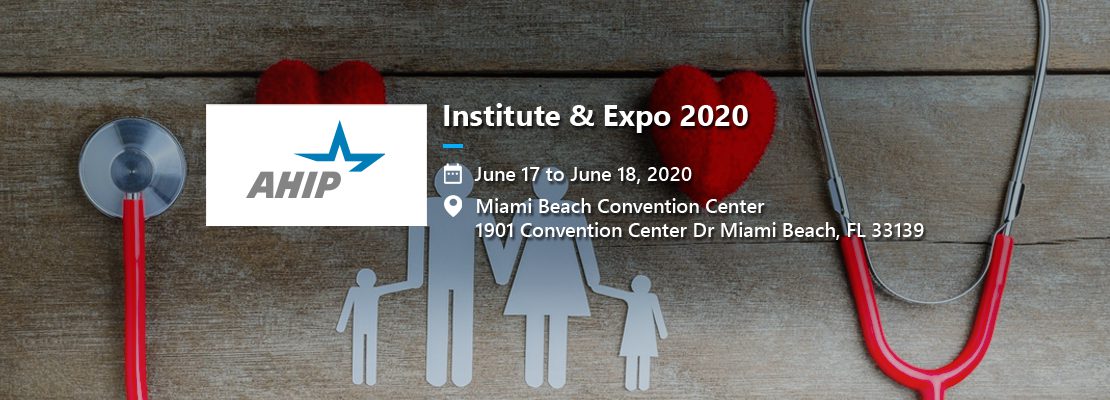 AHIP
Institute & Expo 2020
June 17 to June 18, 2020
Miami Beach Convention Center
1901 Convention Center Dr Miami Beach, FL 33139